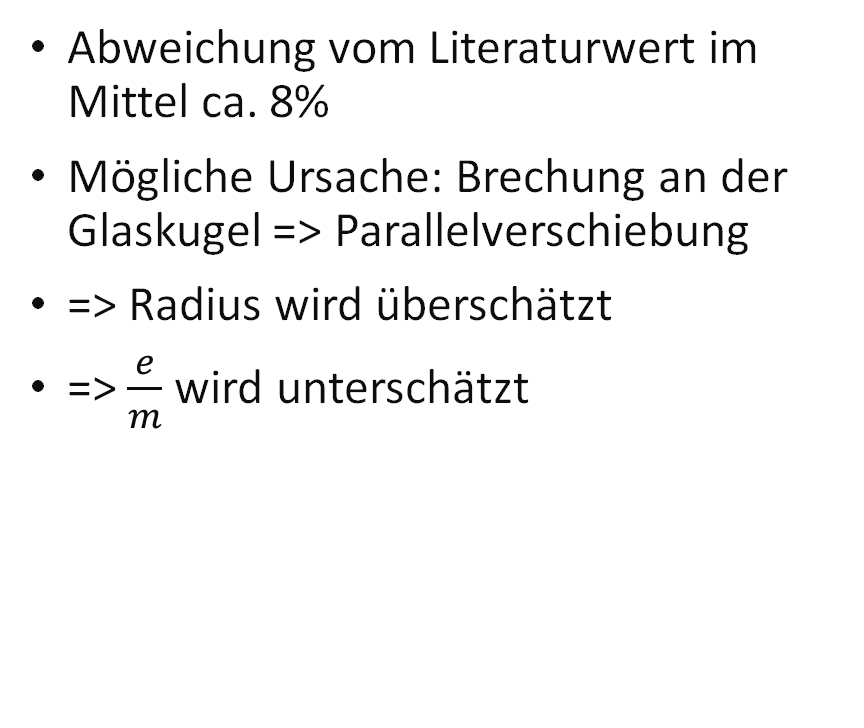 • Abweichung vom Literaturwert im
Mittel ca. 8%
• Mögliche Ursache: Brechung an der
Glaskugel => Parallelverschiebung
• => Radius wird überschätzt
• => e/m wird unterschätzt